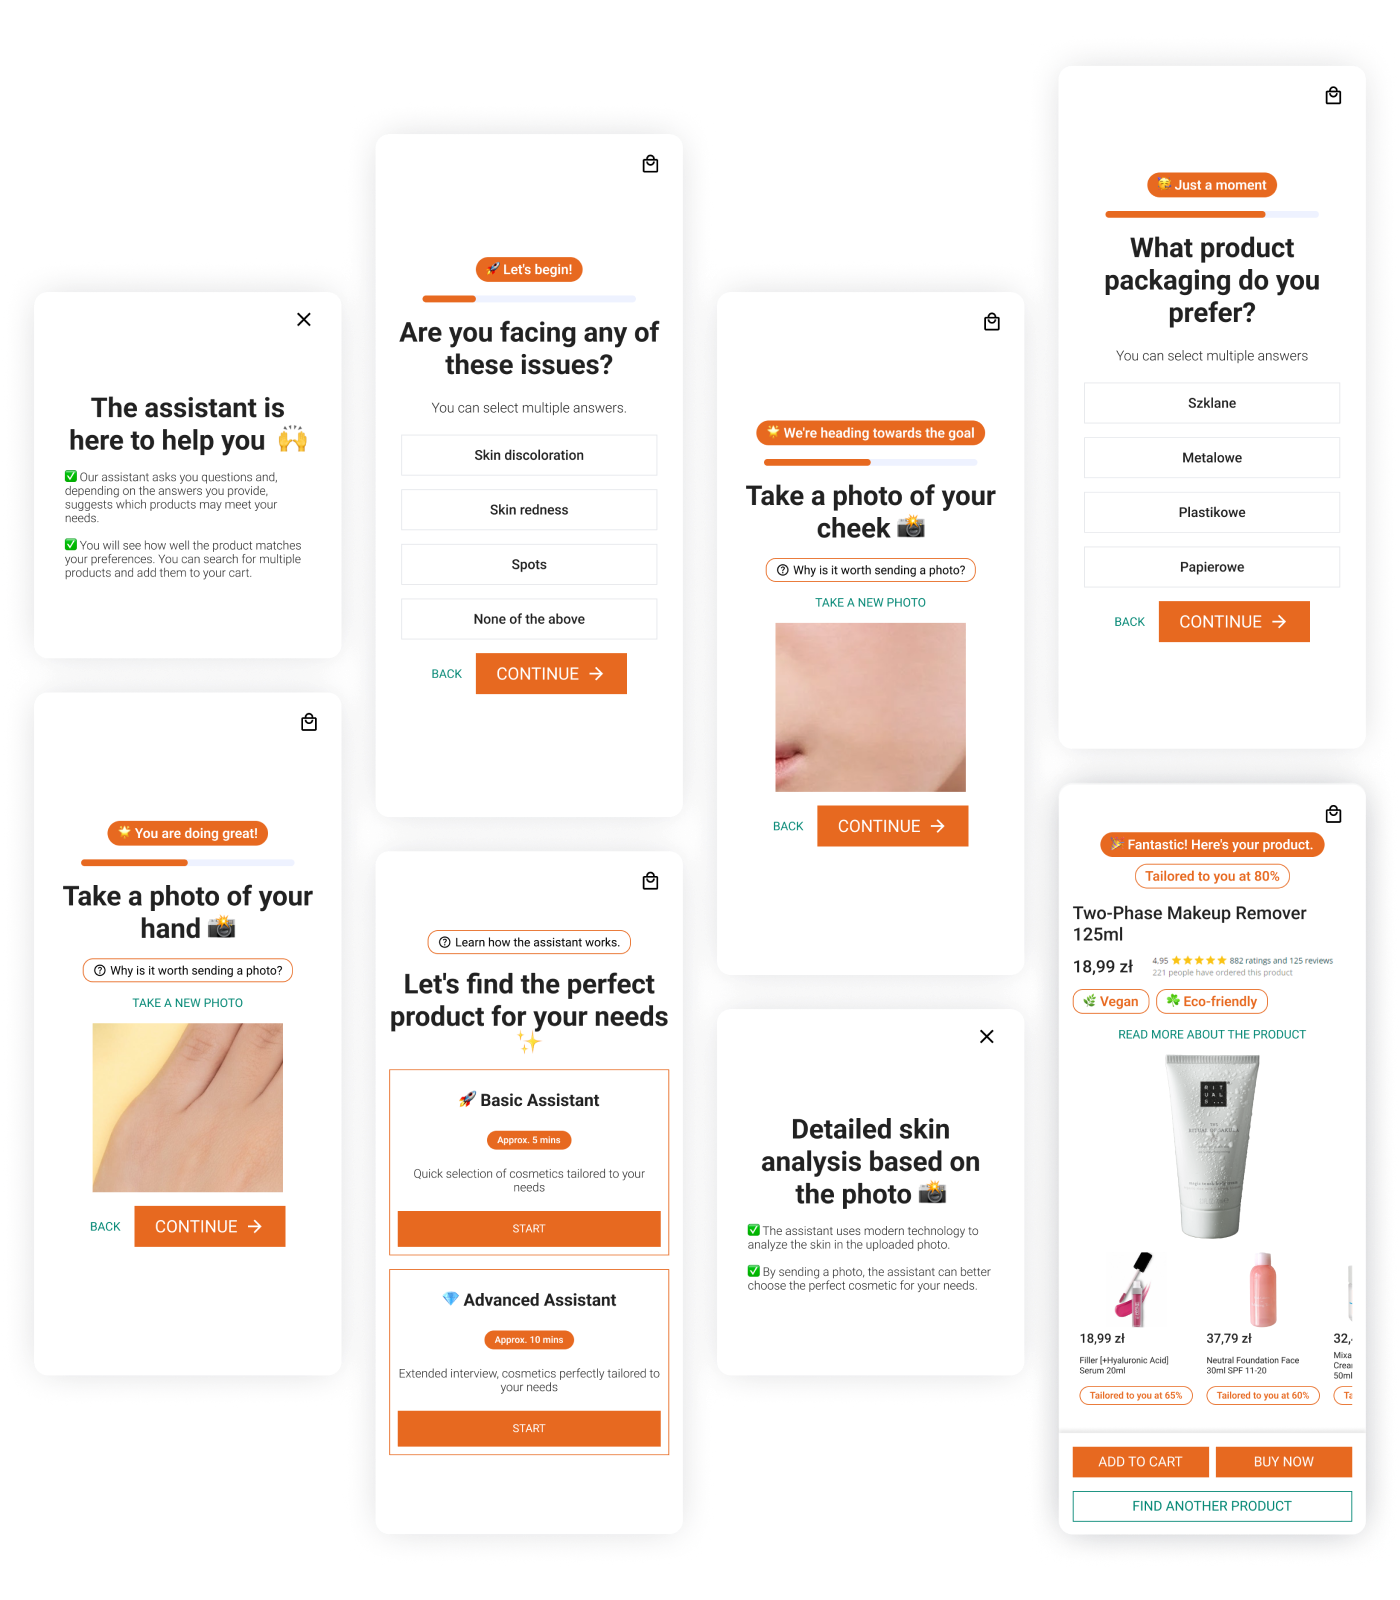 The assistant is
here to help you 🙌
✅ Our assistant asks you questions and,
depending on the answers you provide,
suggests which products may meet your
needs.
✅ You will see how well the product matches
your preferences. You can search for multiple
products and add them to your cart.
🌟 You are doing great!
Take a photo of your
hand 📸
Why is it worth sending a photo?
TAKE A NEW PHOTO
BACK
CONTINUE →
🚀 Let's begin!
Are you facing any of
these issues?
You can select multiple answers.
Skin discoloration
Skin redness
Spots
None of the above
BACK
CONTINUE →
Learn how the assistant works.
Let's find the perfect
product for your needs
✨
🚀 Basic Assistant
Approx. 5 mins
Quick selection of cosmetics tailored to your
needs
START
💎 Advanced Assistant
Approx. 10 mins
Extended interview, cosmetics perfectly tailored to
your needs
START
🌟 We're heading towards the goal
Take a photo of your
cheek 📸
Why is it worth sending a photo?
TAKE A NEW PHOTO
BACK
CONTINUE →
Detailed skin
analysis based on
the photo 📸
✅ The assistant uses modern technology to
analyze the skin in the uploaded photo.
✅ By sending a photo, the assistant can better
choose the perfect cosmetic for your needs.
🥳 Just a moment
What product
packaging do you
prefer?
You can select multiple answers
Szklane
Metalowe
Plastikowe
Papierowe
BACK
CONTINUE →
🎉 Fantastic! Here's your product.
Tailored to you at 80%
Two-Phase Makeup Remover
125ml
18,99 zł
4.95 ★★★★★ 882 ratings and 125 reviews
221 people have ordered this product
🌿 Vegan
☘️ Eco-friendly
READ MORE ABOUT THE PRODUCT
RIT
UAL
S...
18,99 zł
Filler [+Hyaluronic Acid]
Serum 20ml
Tailored to you at 65%
37,79 zł
Neutral Foundation Face
30ml SPF 11-20
Tailored to you at 60%
32,
Mixa
Crea
50ml
Ta
ADD TO CART
BUY NOW
FIND ANOTHER PRODUCT